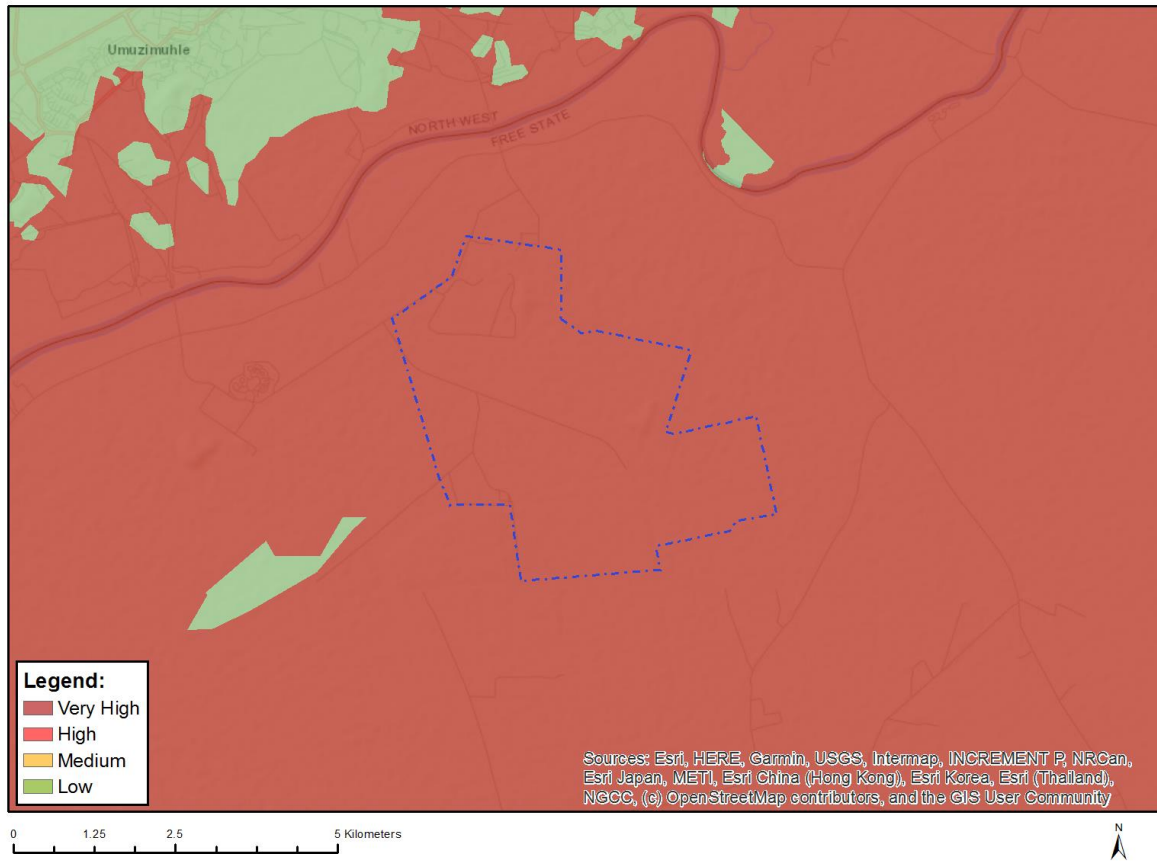 Umuzimuhle
NORTH WEST
FREE STATE
Legend:
Very High
High
Medium
Low
Sources: Esri, HERE, Garmin, USGS, Intermap, INCREMENT P, NRCan,
Esri Japan, METI, Esri China (Hong Kong), Esri Korea, Esri (Thailand),
NGCC, (c) OpenStreetMap contributors, and the GIS User Community
0 1.25 2.5 5 Kilometers
N